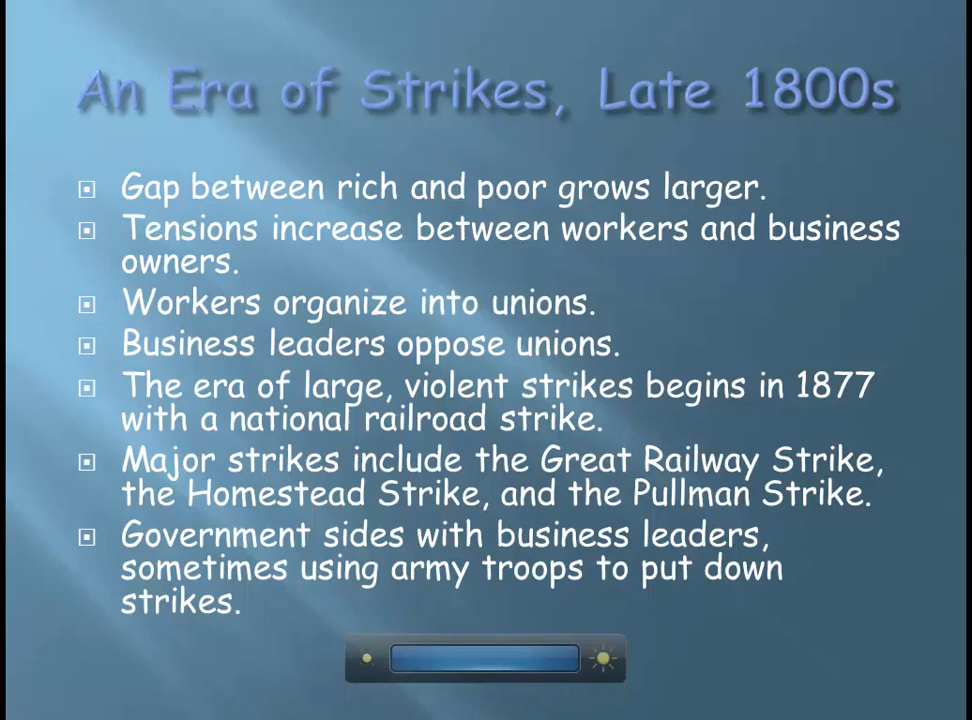 An Era of Strikes, Late 1800s
Gap between rich and poor grows larger.
Tensions increase between workers and business
owners.
Workers organize into unions.
Business leaders oppose unions.
The era of large, violent strikes begins in 1877
with a national railroad strike.
Major strikes include the Great Railway Strike,
the Homestead Strike, and the Pullman Strike.
Government sides with business leaders,
sometimes using army troops to put down
strikes.